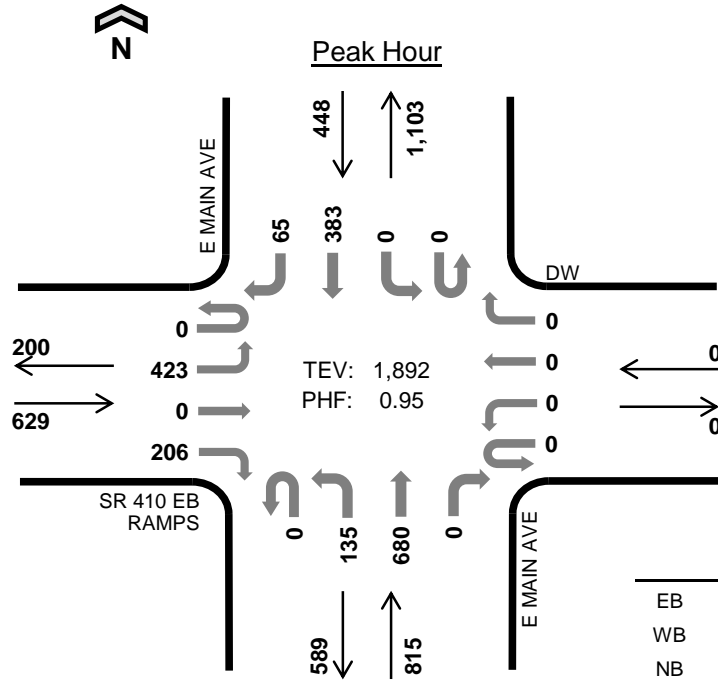 N
Peak Hour
448
1,103
E MAIN AVE
65
383
0
0
DW
0
0
200
423
TEV: 1,892
0
0
PHF: 0.95
0
629
0
0
206
0
SR 410 EB
RAMPS
0
135
680
0
E MAIN AVE
589
815
EB
WB
NB